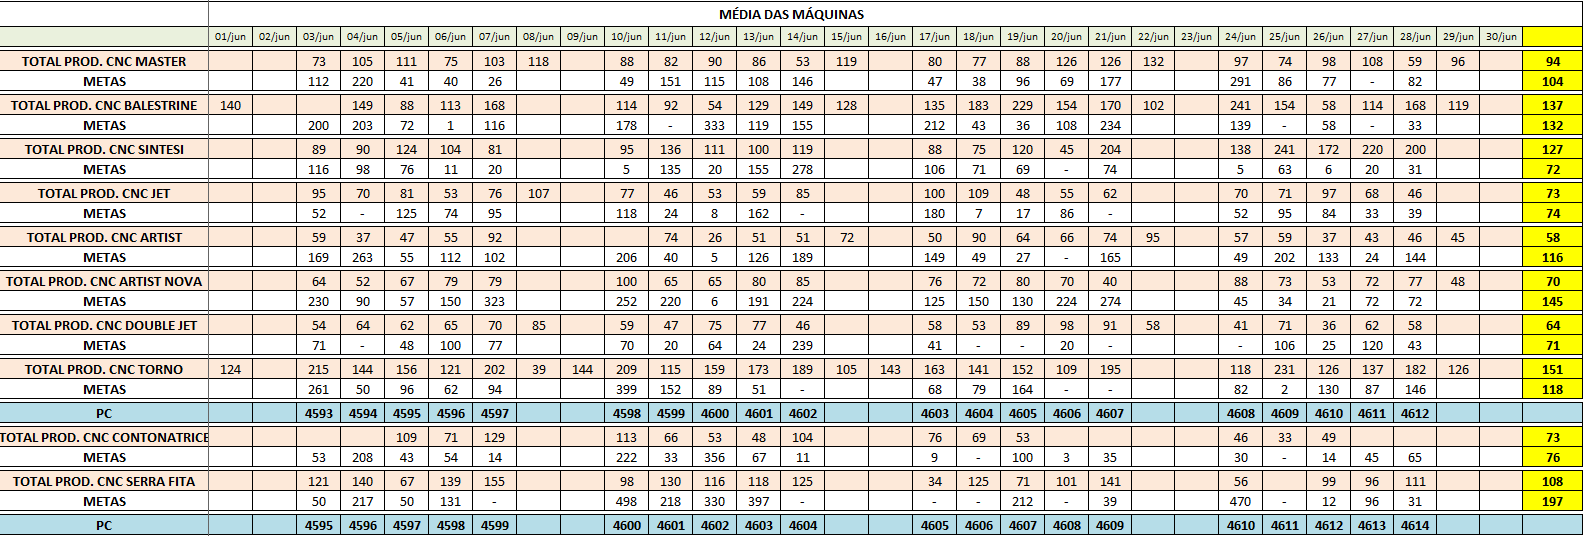 MÉDIA DAS MÁQUINAS
01/jun 02/jun 03/jun 04/jun 05/jun 06/jun 07/jun 08/jun 09/jun 10/jun 11/jun 12/jun 13/jun 14/jun 15/jun 16/jun 17/jun 18/jun 19/jun 20/jun 21/jun 22/jun 23/jun 24/jun 25/jun 26/jun 27/jun 28/jun 29/jun 30/jun
TOTAL PROD. CNC MASTER 73 105 111 75 103 118 88 82 90 86 53 119 80 77 88 126 126 132 97 74 98 108 59 96 94
METAS 112 220 41 40 26 49 151 115 108 146 47 38 96 69 177 291 86 77 - 82 104
TOTAL PROD. CNC BALESTRINE 140 149 88 113 168 114 92 54 129 149 128 135 183 229 154 170 102 241 154 58 114 168 119 137
METAS 200 203 72 1 116 178 - 333 119 155 212 43 36 108 234 139 - 58 - 33 132
TOTAL PROD. CNC SINTESI 89 90 124 104 81 95 136 111 100 119 88 75 120 45 204 138 241 172 220 200 127
METAS 116 98 76 11 20 5 135 20 155 278 106 71 69 - 74 5 63 6 20 31 72
TOTAL PROD. CNC JET 95 70 81 53 76 107 77 46 53 59 85 100 109 48 55 62 70 71 97 68 46 73
METAS 52 - 125 74 95 118 24 8 162 - 180 7 17 86 - 52 95 84 33 39 74
TOTAL PROD. CNC ARTIST 59 37 47 55 92 74 26 51 51 72 50 90 64 66 74 95 57 59 37 43 46 45 58
METAS 169 263 55 112 102 206 40 5 126 189 149 49 27 - 165 49 202 133 24 144 116
TOTAL PROD. CNC ARTIST NOVA 64 52 67 79 79 100 65 65 80 85 76 72 80 70 40 88 73 53 72 77 48 70
METAS 230 90 57 150 323 252 220 6 191 224 125 150 130 224 274 45 34 21 72 72 145
TOTAL PROD. CNC DOUBLE JET 54 64 62 65 70 85 59 47 75 77 46 58 53 89 98 91 58 41 71 36 62 58 64
METAS 71 - 48 100 77 70 20 64 24 239 41 - - 20 - - 106 25 120 43 71
TOTAL PROD. CNC TORNO 124 215 144 156 121 202 39 144 209 115 159 173 189 105 143 163 141 152 109 195 118 231 126 137 182 126 151
METAS 261 50 96 62 94 399 152 89 51 - 68 79 164 - - 82 2 130 87 146 118
PC 4593 4594 4595 4596 4597 4598 4599 4600 4601 4602 4603 4604 4605 4606 4607 4608 4609 4610 4611 4612
TOTAL PROD. CNC CONTONATRICE 109 71 129 113 66 53 48 104 76 69 53 46 33 49 73
METAS 53 208 43 54 14 222 33 356 67 11 9 - 100 3 35 30 - 14 45 65 76
TOTAL PROD. CNC SERRA FITA 121 140 67 139 155 98 130 116 118 125 34 125 71 101 141 56 99 96 111 108
METAS 50 217 50 131 - 498 218 330 397 - - - 212 - 39 470 - 12 96 31 197
PC 4595 4596 4597 4598 4599 4600 4601 4602 4603 4604 4605 4606 4607 4608 4609 4610 4611 4612 4613 4614